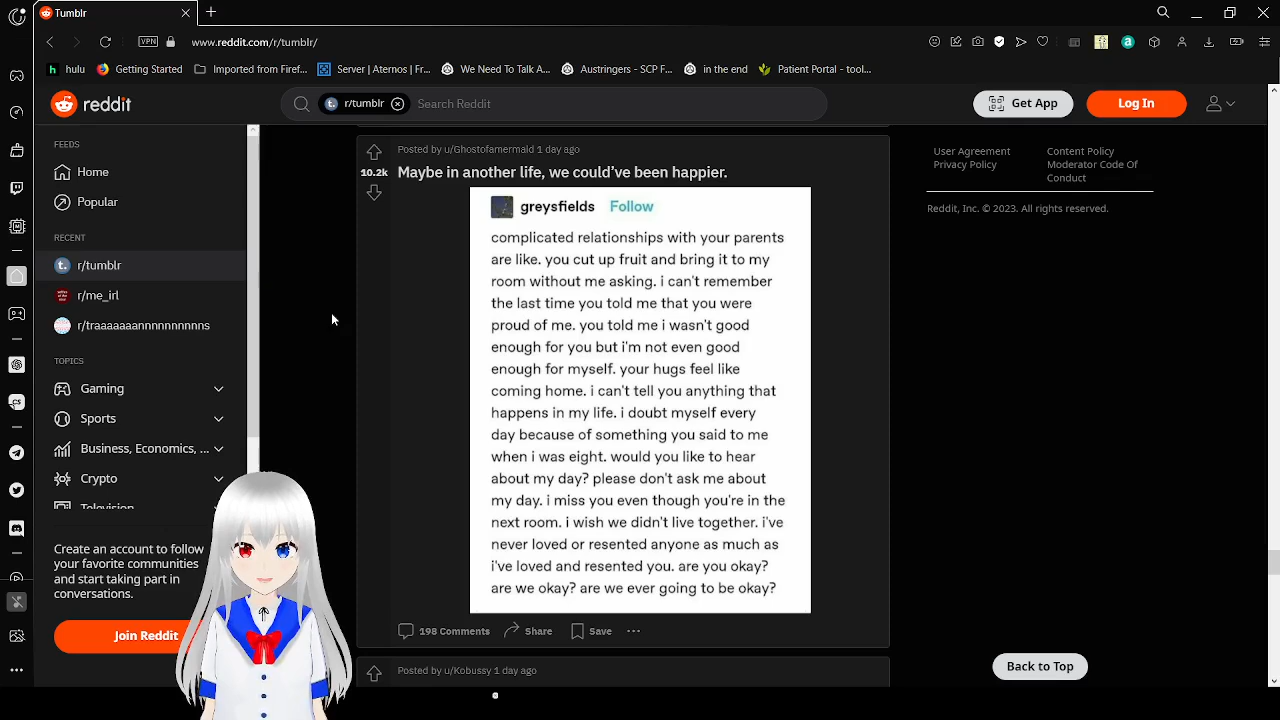 Tumblr
VPN
www.reddit.com/r/tumblr/
hulu
Getting Started
Imported from Firef...
Server | Aternos | Fr...
We Need To Talk A...
Austringers - SCP F...
in the end
Patient Portal - tool...
reddit
r/tumblr
Search Reddit
Get App
Log In
FEEDS
Home
Popular
RECENT
r/tumblr
r/me_irl
r/traaaaaaannnnnnnnnns
TOPICS
Gaming
Sports
Business, Economics, ...
Crypto
Television
Create an account to follow
your favorite communities
and start taking part in
conversations.
Join Reddit
Posted by u/Ghostofamermaid 1 day ago
10.2k
Maybe in another life, we could've been happier.
greysfields Follow
complicated relationships with your parents
are like. you cut up fruit and bring it to my
room without me asking. i can't remember
the last time you told me that you were
proud of me. you told me i wasn't good
enough for you but i'm not even good
enough for myself. your hugs feel like
coming home. i can't tell you anything that
happens in my life. i doubt myself every
day because of something you said to me
when i was eight. would you like to hear
about my day? please don't ask me about
my day. i miss you even though you're in the
next room. i wish we didn't live together. i've
never loved or resented anyone as much as
i've loved and resented you. are you okay?
are we okay? are we ever going to be okay?
198 Comments
Share
Save
Posted by u/Kobussy 1 day ago
User Agreement
Privacy Policy
Content Policy
Moderator Code Of
Conduct
Reddit, Inc. © 2023. All rights reserved.
Back to Top